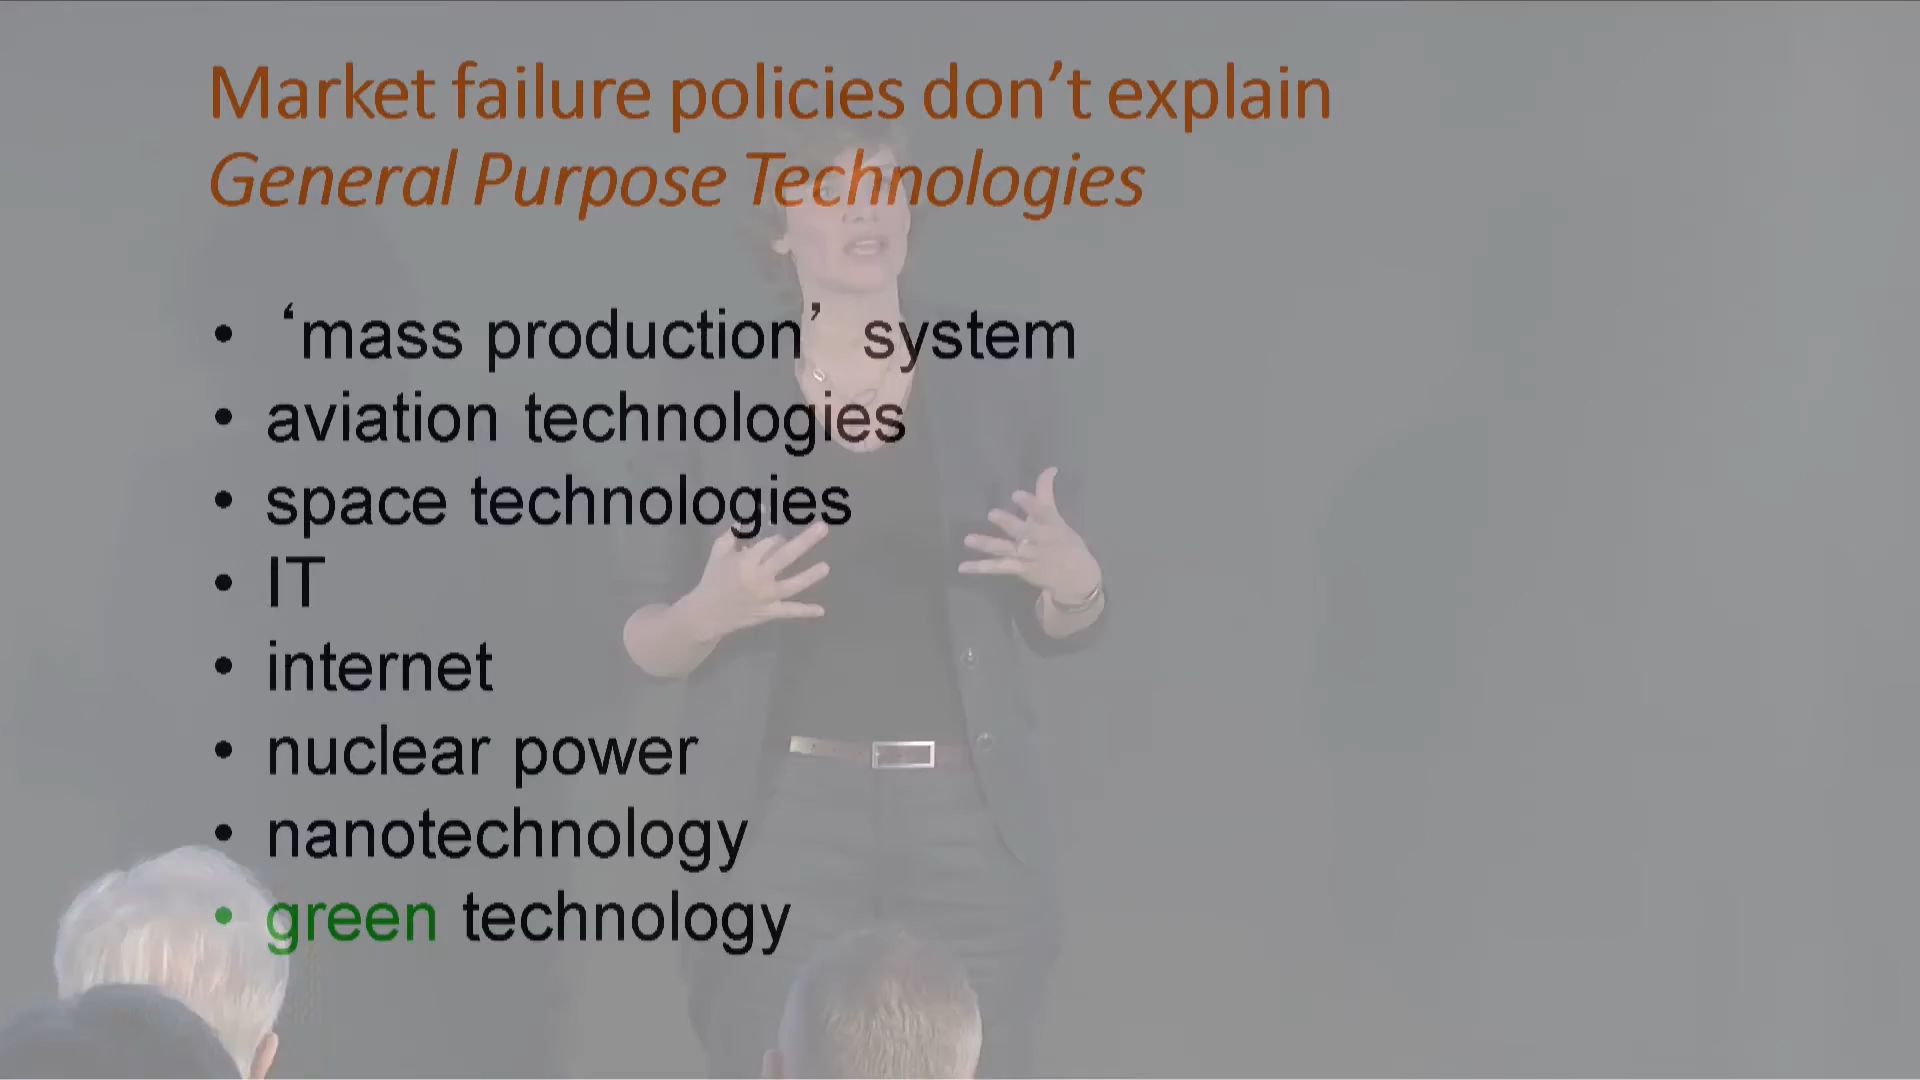 Market failure policies don’t explain
General Purpose Technologies
• ‘mass production’ system
• aviation technologies
• space technologies
• IT
• internet
• nuclear power
• nanotechnology
• green technology